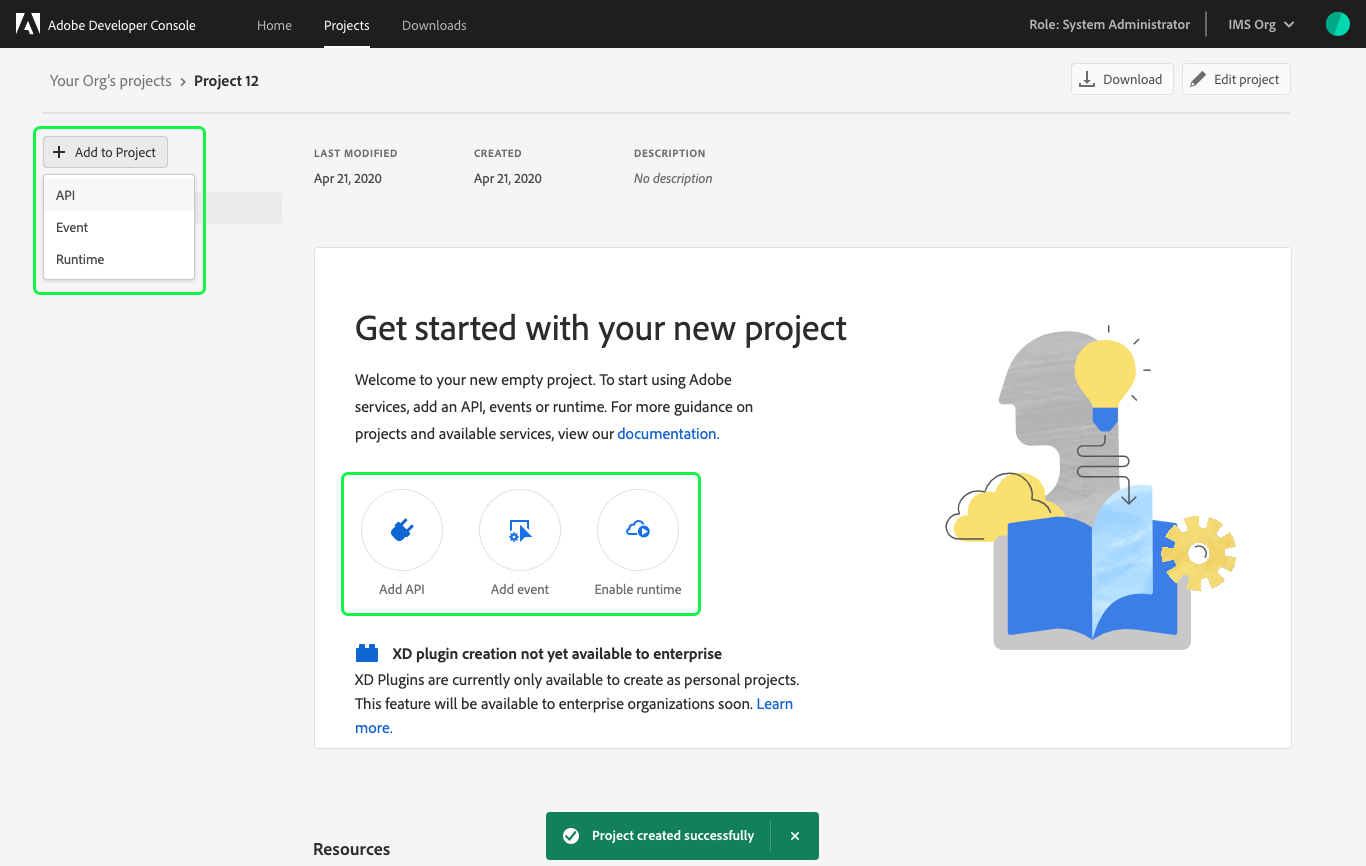 Adobe Developer Console
Home
Projects
Downloads
Role: System Administrator
IMS Org
Your Org's projects › Project 12
Download
Edit project
Add to Project
API
Event
Runtime
LAST MODIFIED
Apr 21, 2020
CREATED
Apr 21, 2020
DESCRIPTION
No description
Get started with your new project
Welcome to your new empty project. To start using Adobe
services, add an API, events or runtime. For more guidance on
projects and available services, view our documentation.
Add API
Add event
Enable runtime
XD plugin creation not yet available to enterprise
XD Plugins are currently only available to create as personal projects.
This feature will be available to enterprise organizations soon. Learn
more.
Project created successfully
Resources